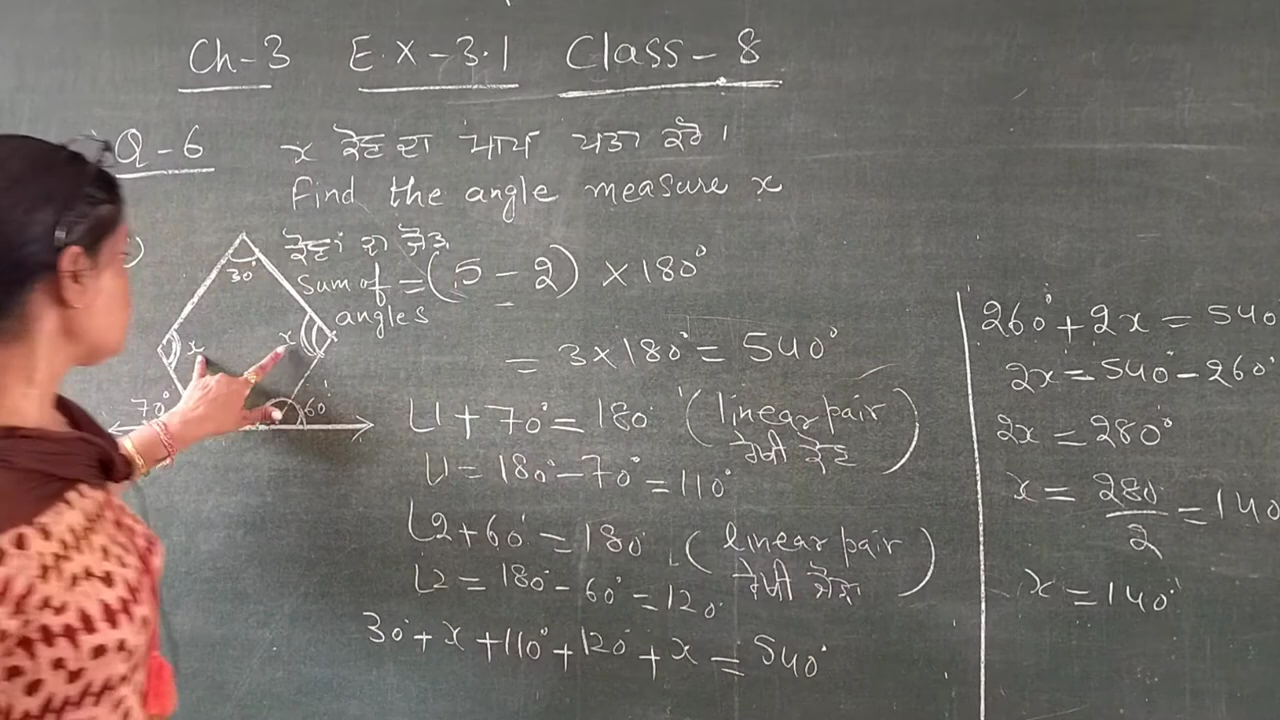 Ch-3 E.X-3.1 Class-8
Q-6 x ਕੋਣ ਦਾ ਮਾਪ ਪਤਾ ਕਰੋ।
Find the angle measure x
)
30°
x
x
70°
60°
ਕੋਣਾਂ ਦਾ ਜੋੜ
Sum of angles = (5-2) × 180°
= 3×180° = 540°
∠1 + 70° = 180° (linear pair
ਰੇਖੀ)
∠1 = 180° - 70° = 110°
∠2 + 60° = 180° (linear pair
ਰੇਖੀ)
∠2 = 180° - 60° = 120°
30° + x + 110° + 120° + x = 540°
260° + 2x = 540
2x = 540° - 260°
2x = 280°
x = 280/2 = 140
x = 140°